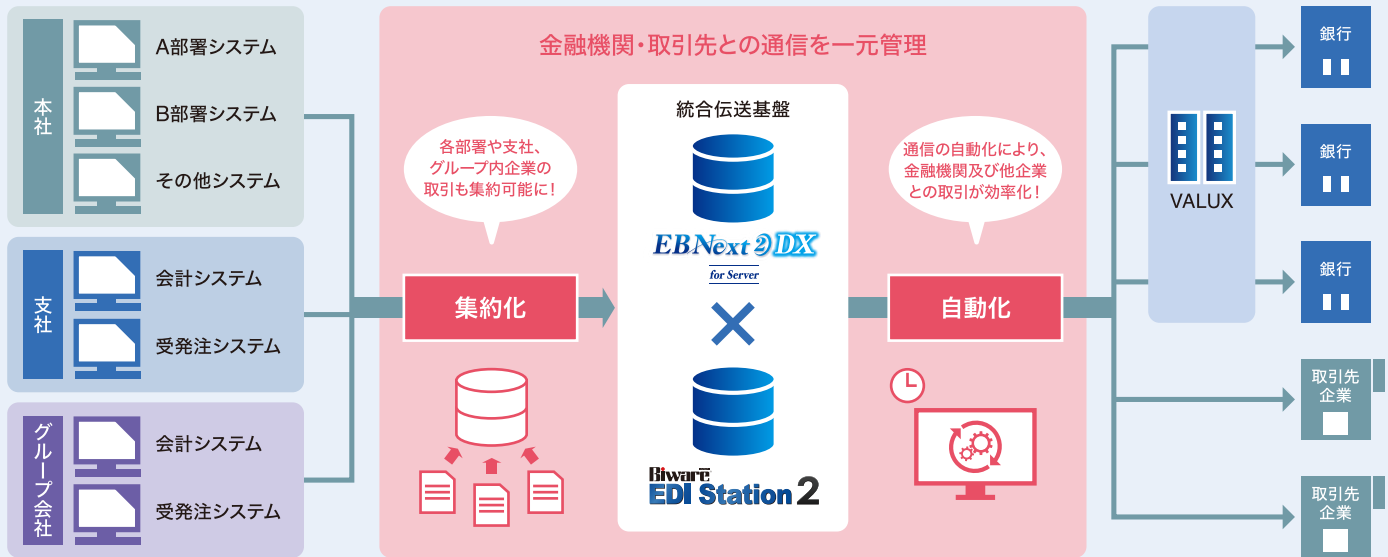 本社
A部署システム
B部署システム
その他システム
支社
会計システム
受発注システム
グループ会社
会計システム
受発注システム
金融機関・取引先との通信を一元管理
各部署や支社、
グループ内企業の
取引も集約可能に!
集約化
統合伝送基盤
EBNext2DX
for Server
×
Biware
EDI Station 2
通信の自動化により、
金融機関及び他企業
との取引が効率化!
自動化
VALUX
銀行
銀行
銀行
取引先
企業
取引先
企業